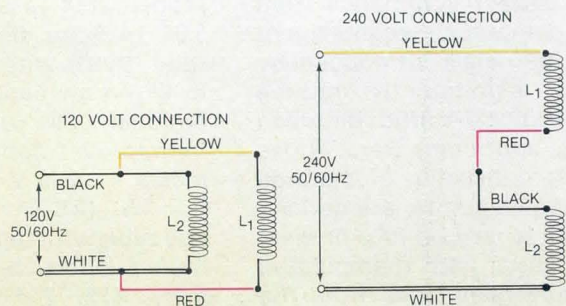 120 VOLT CONNECTION
YELLOW
BLACK
120V
50/60Hz
L2
L1
WHITE
RED
240 VOLT CONNECTION
YELLOW
L1
RED
240V
50/60Hz
BLACK
L2
WHITE